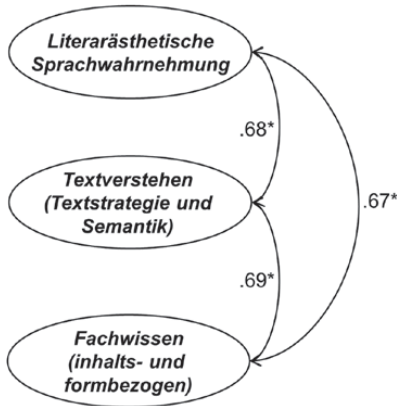 Literarästhetische
Sprachwahrnehmung
.68*
Textverstehen
(Textstrategie und
Semantik)
.67*
.69*
Fachwissen
(inhalts- und
formbezogen)